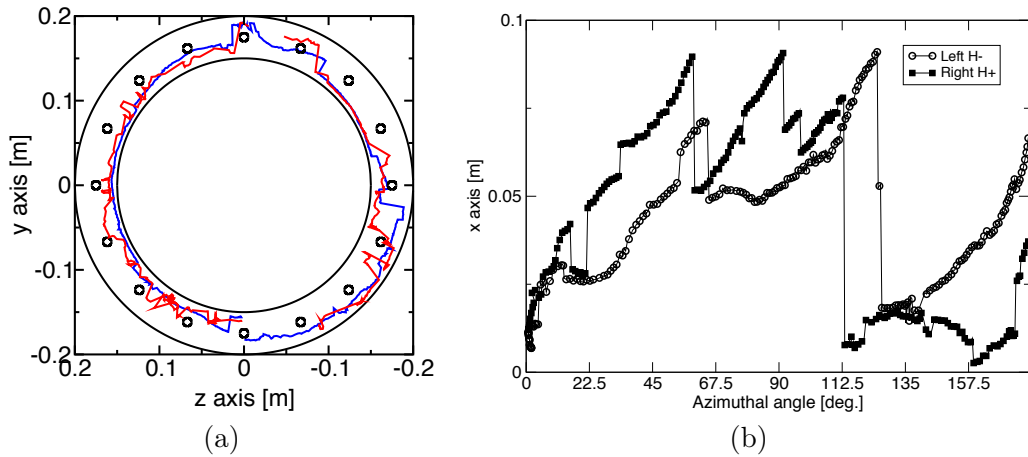 0.2
0.1
0
-0.1
-0.2
y axis [m]
0.2 0.1 0 -0.1 -0.2
z axis [m]
(a)
0.1
0.05
0
x axis [m]
Left H-
Right H+
0 22.5 45 67.5 90 112.5 135 157.5
Azimuthal angle [deg.]
(b)